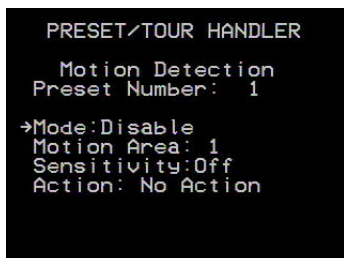 PRESET/TOUR HANDLER
Motion Detection
Preset Number: 1
→Mode:Disable
Motion Area: 1
Sensitivity:Off
Action: No Action